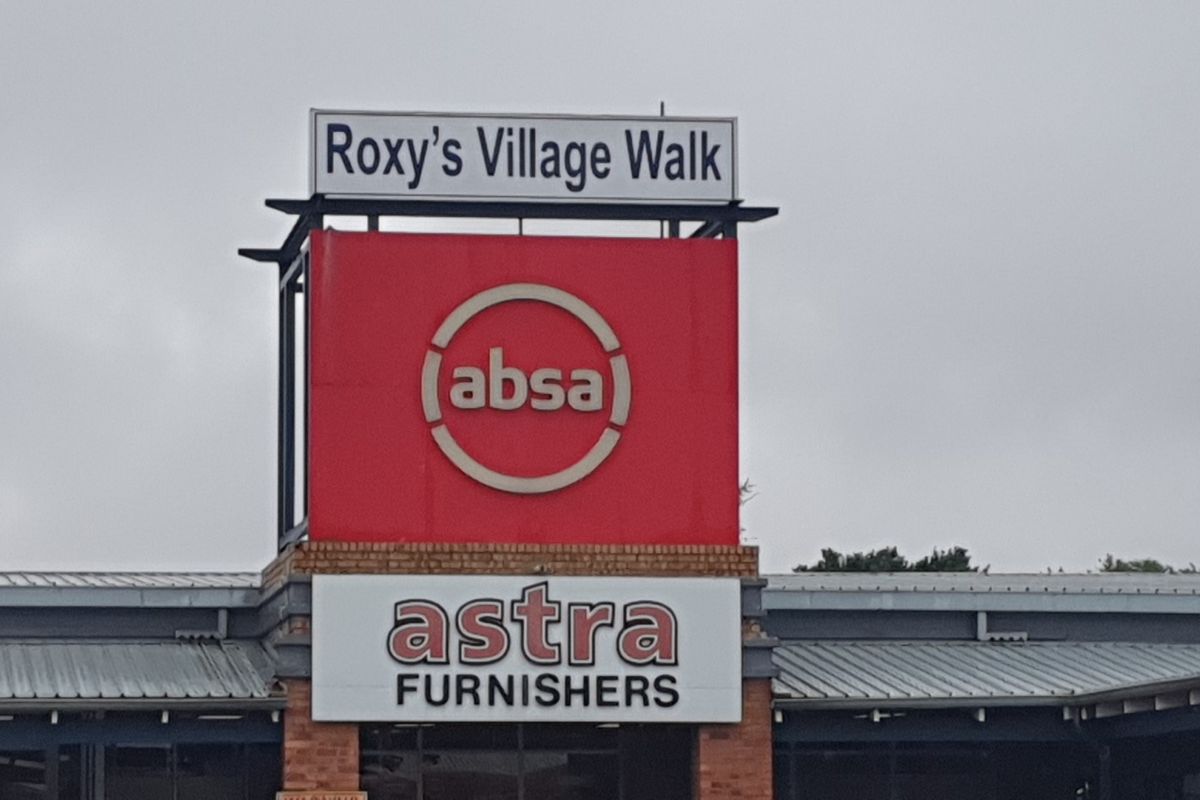 Roxy's Village Walk
absa
astra
FURNISHERS